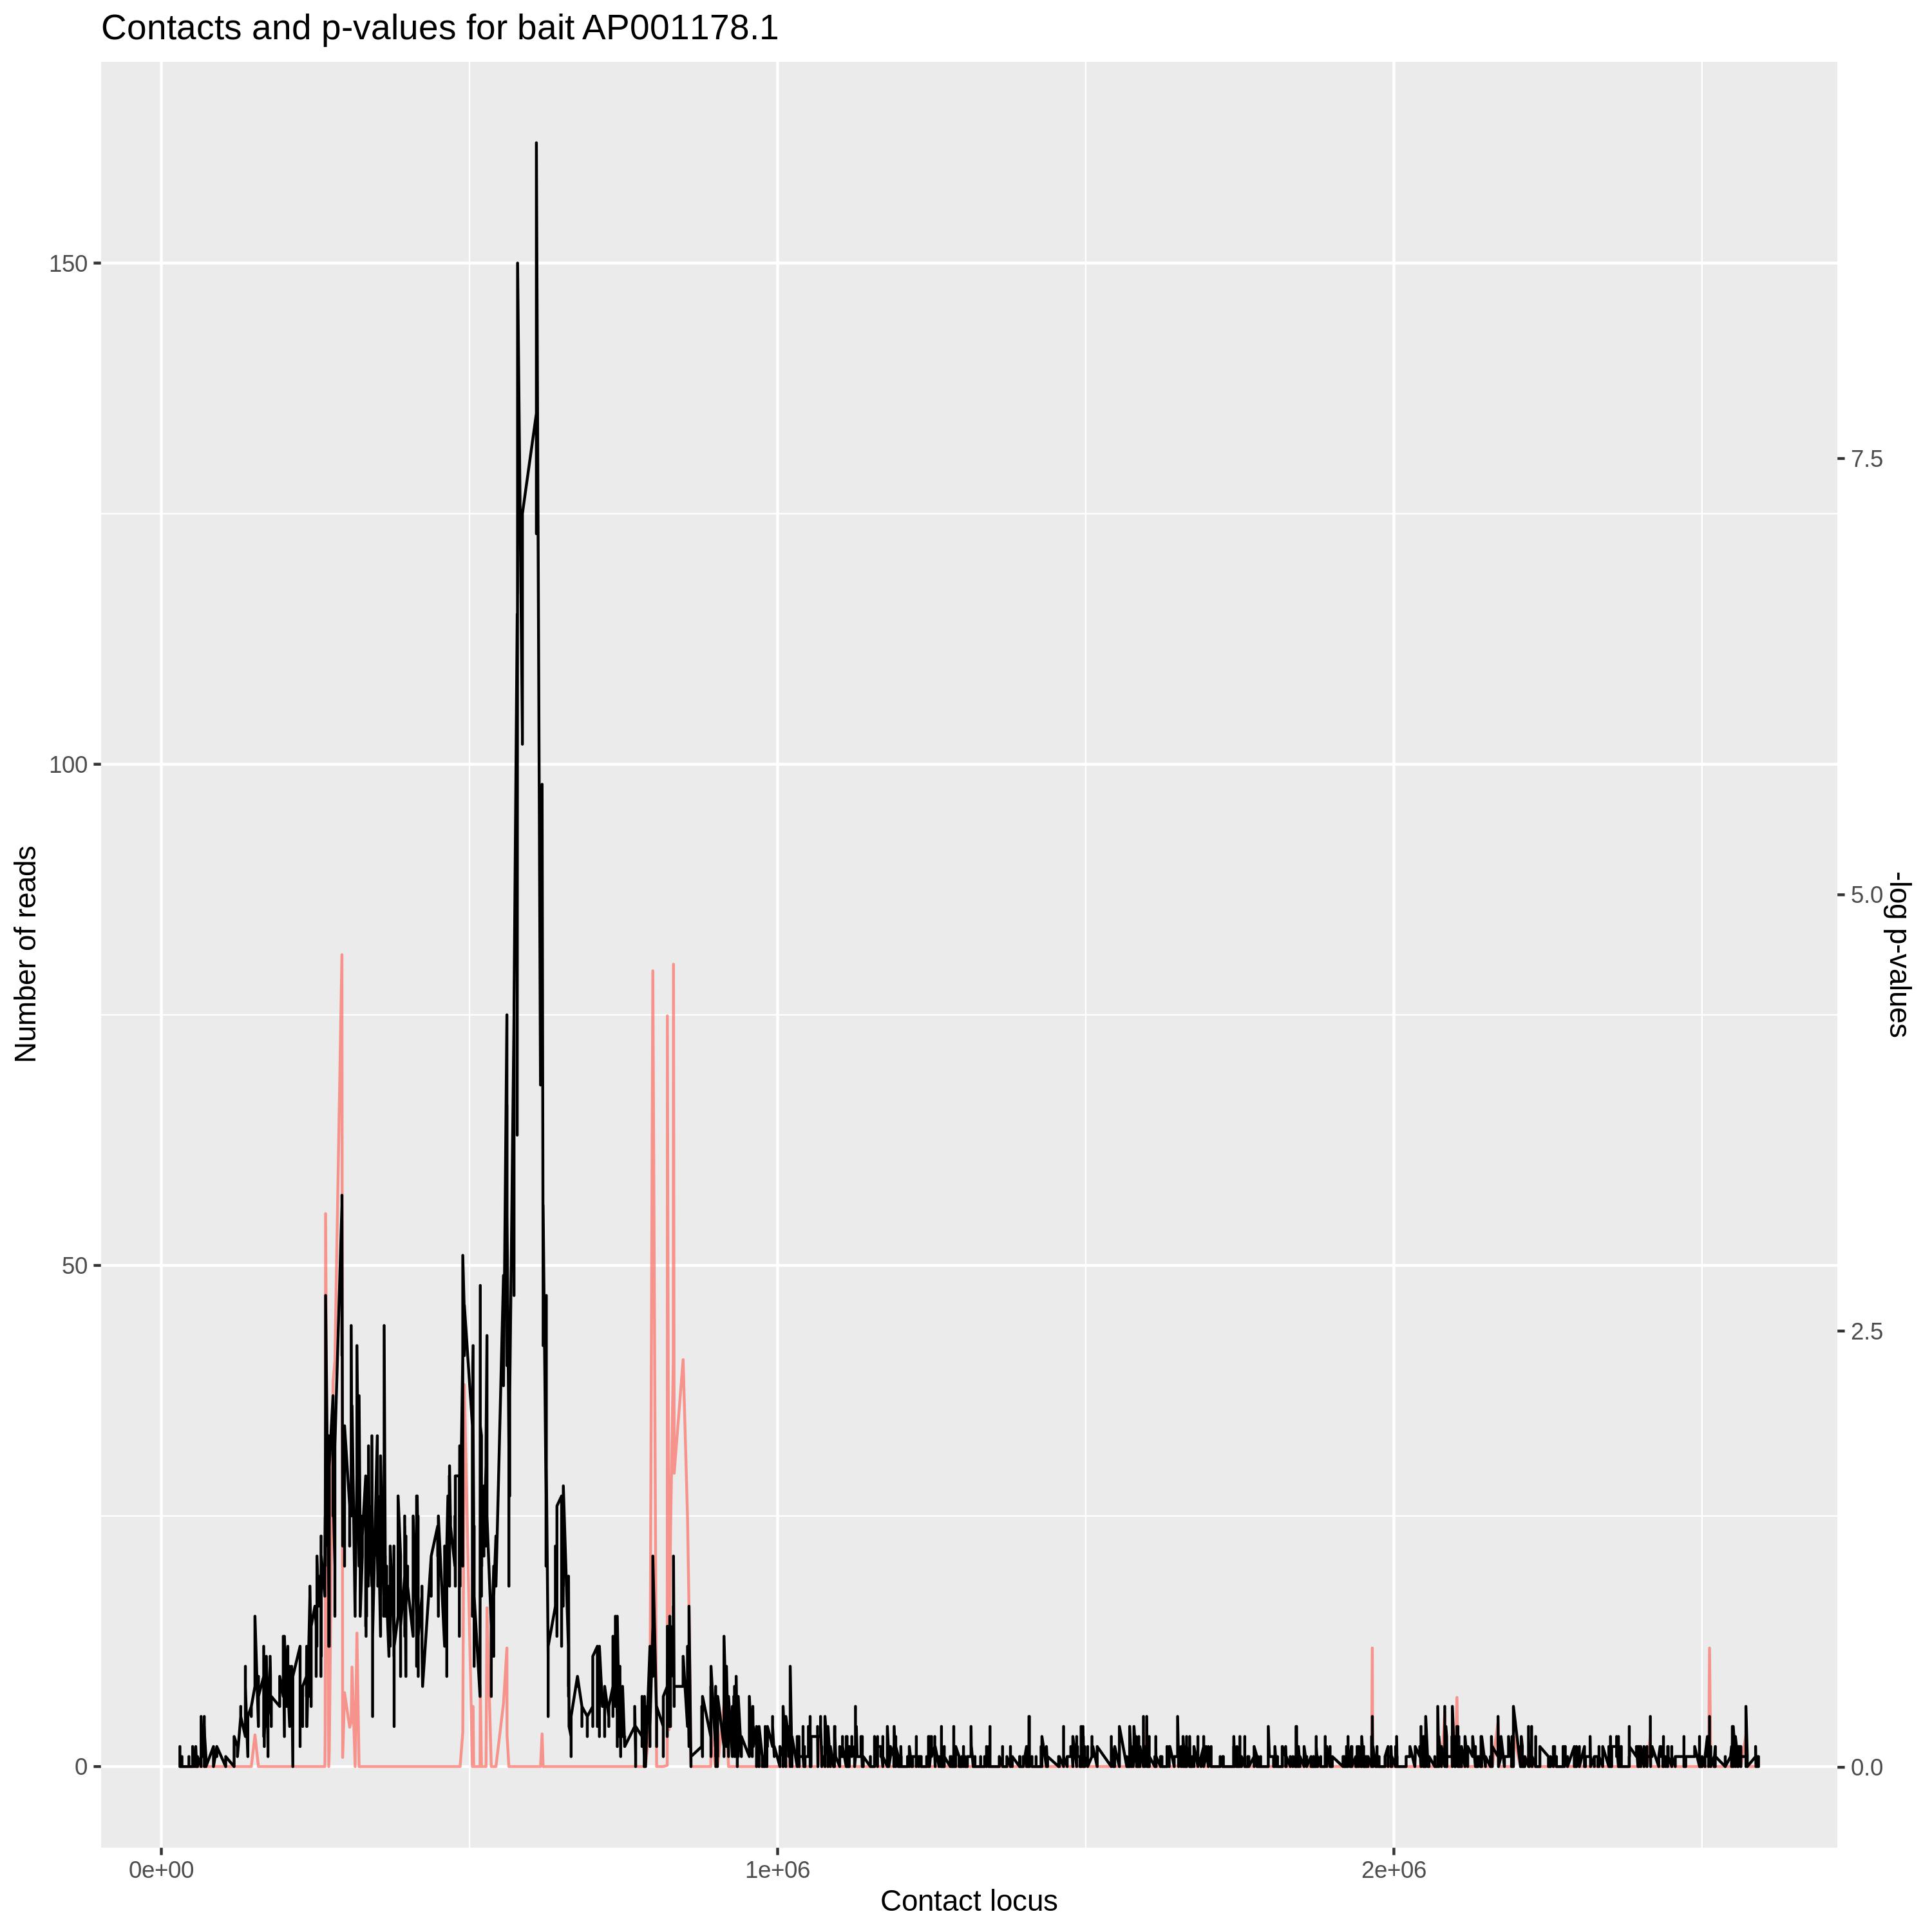 Contacts and p-values for bait AP001178.1
150
100
50
0
Number of reads
7.5
5.0
2.5
0.0
-log p-values
0e+00
1e+06
2e+06
Contact locus